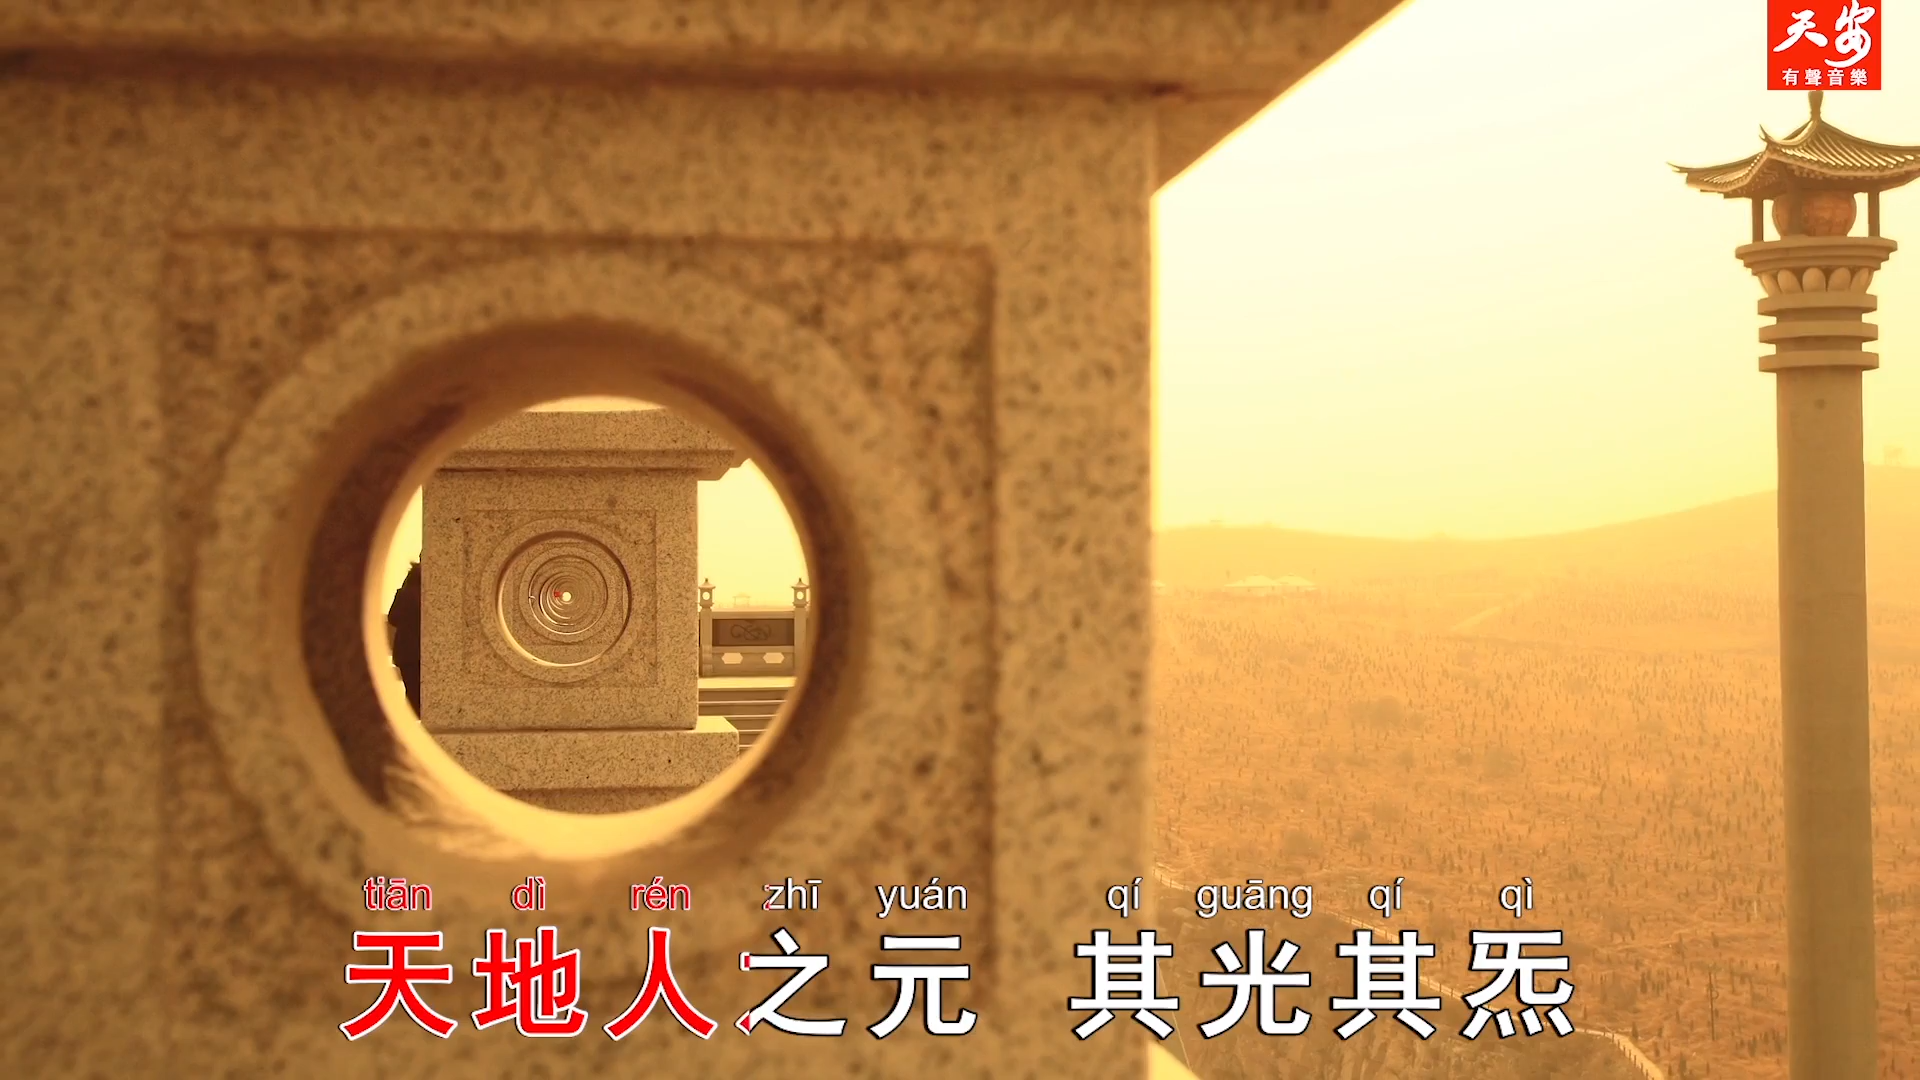 天安
有聲音樂
tiān dì rén zhī yuán qí guāng qí qì
天地人之元 其光其炁